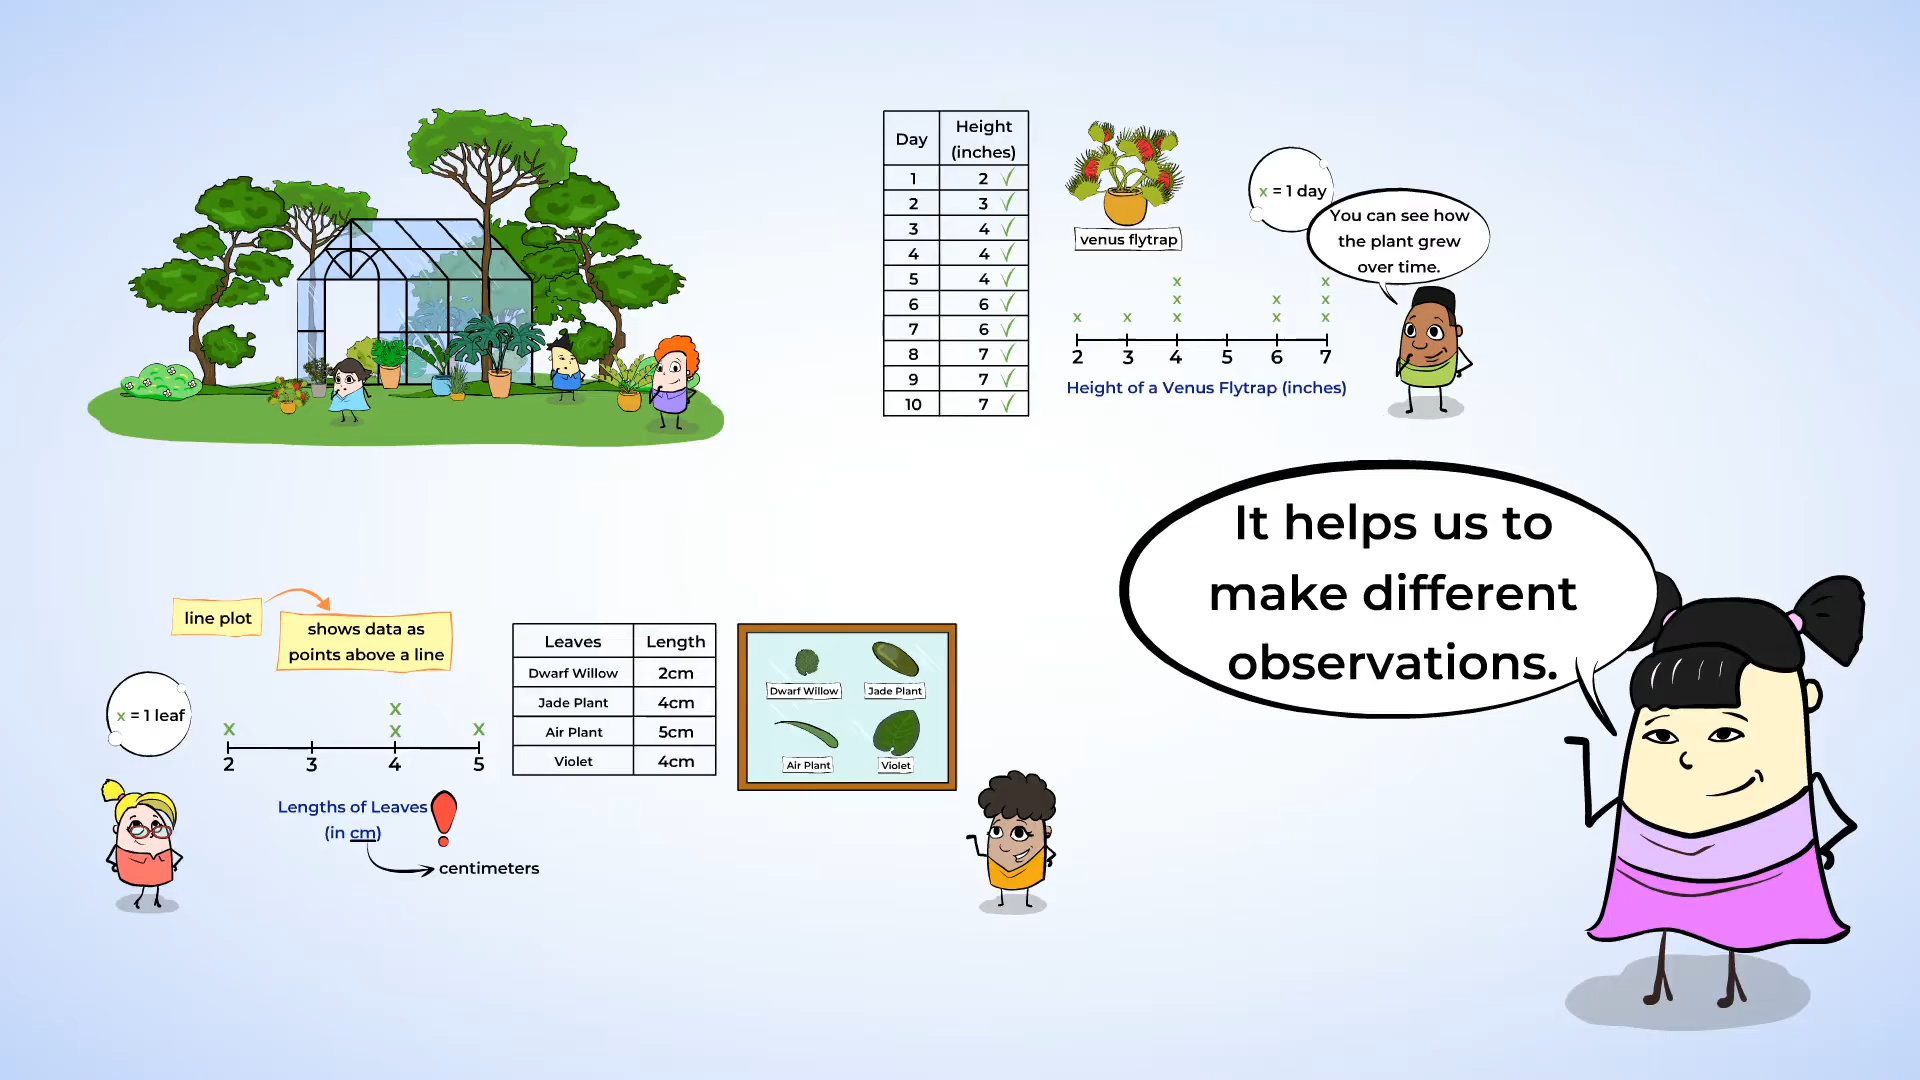 Day Height
(inches)
1 2 ✓
2 3 ✓
3 4 ✓
4 4 ✓
5 4 ✓
6 6 ✓
7 6 ✓
8 7 ✓
9 7 ✓
10 7 ✓
venus flytrap
x = 1 day
You can see how
the plant grew
over time.
x x
x x x
x x x x x
2 3 4 5 6 7
Height of a Venus Flytrap (inches)
It helps us to
make different
observations.
line plot
shows data as
points above a line
x = 1 leaf
x
x x x
2 3 4 5
Lengths of Leaves
(in cm)
centimeters
Leaves Length
Dwarf Willow 2cm
Jade Plant 4cm
Air Plant 5cm
Violet 4cm
Dwarf Willow Jade Plant
Air Plant Violet